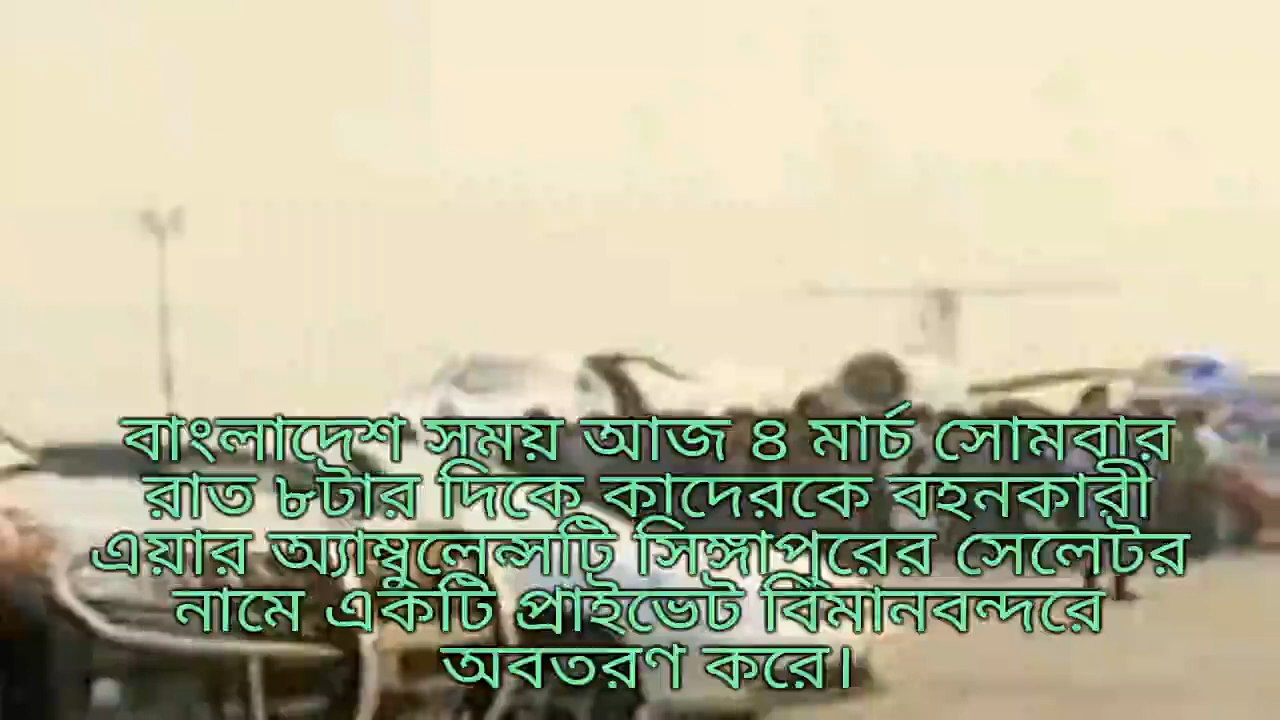 বাংলাদেশ সময় আজ ৪ মার্চ সোমবার
রাত ৮টার দিকে কাদেরকে বহনকারী
এয়ার অ্যাম্বুলেন্সটি সিঙ্গাপুরের সেলেটর
নামে একটি প্রাইভেট বিমানবন্দরে
অবতরণ করে।